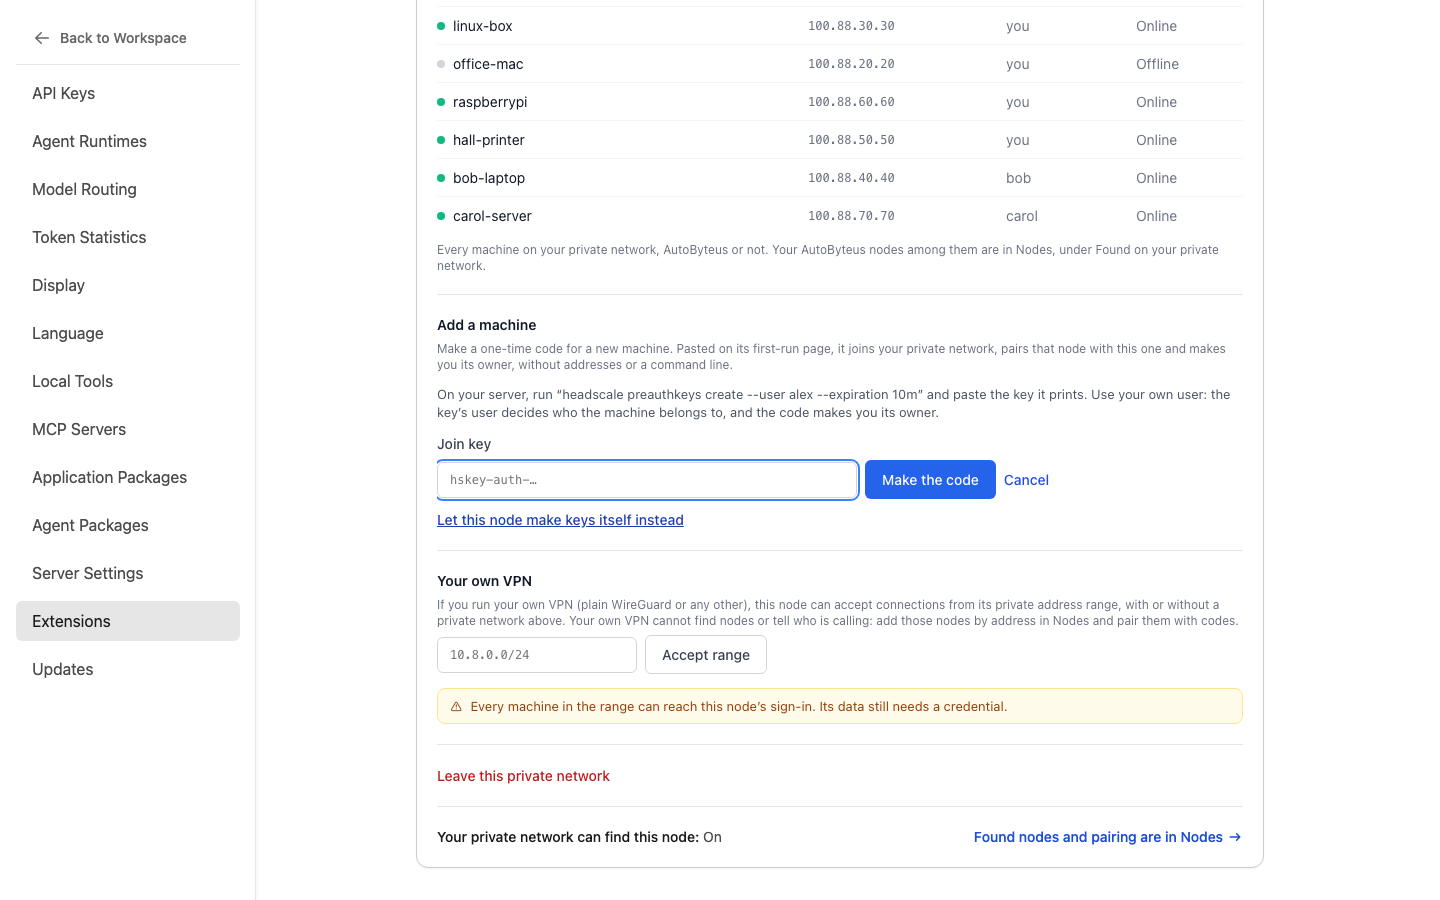 Back to Workspace
API Keys
Agent Runtimes
Model Routing
Token Statistics
Display
Language
Local Tools
MCP Servers
Application Packages
Agent Packages
Server Settings
Extensions
Updates
linux-box 100.88.30.30 you Online
office-mac 100.88.20.20 you Offline
raspberrypi 100.88.60.60 you Online
hall-printer 100.88.50.50 you Online
bob-laptop 100.88.40.40 bob Online
carol-server 100.88.70.70 carol Online
Every machine on your private network, AutoByteus or not. Your AutoByteus nodes among them are in Nodes, under Found on your private
network.
Add a machine
Make a one-time code for a new machine. Pasted on its first-run page, it joins your private network, pairs that node with this one and makes
you its owner, without addresses or a command line.
On your server, run “headscale preauthkeys create --user alex --expiration 10m” and paste the key it prints. Use your own user: the
key’s user decides who the machine belongs to, and the code makes you its owner.
Join key
hskey-auth-… Make the code Cancel
Let this node make keys itself instead
Your own VPN
If you run your own VPN (plain WireGuard or any other), this node can accept connections from its private address range, with or without a
private network above. Your own VPN cannot find nodes or tell who is calling: add those nodes by address in Nodes and pair them with codes.
10.8.0.0/24 Accept range
Every machine in the range can reach this node’s sign-in. Its data still needs a credential.
Leave this private network
Your private network can find this node: On
Found nodes and pairing are in Nodes →